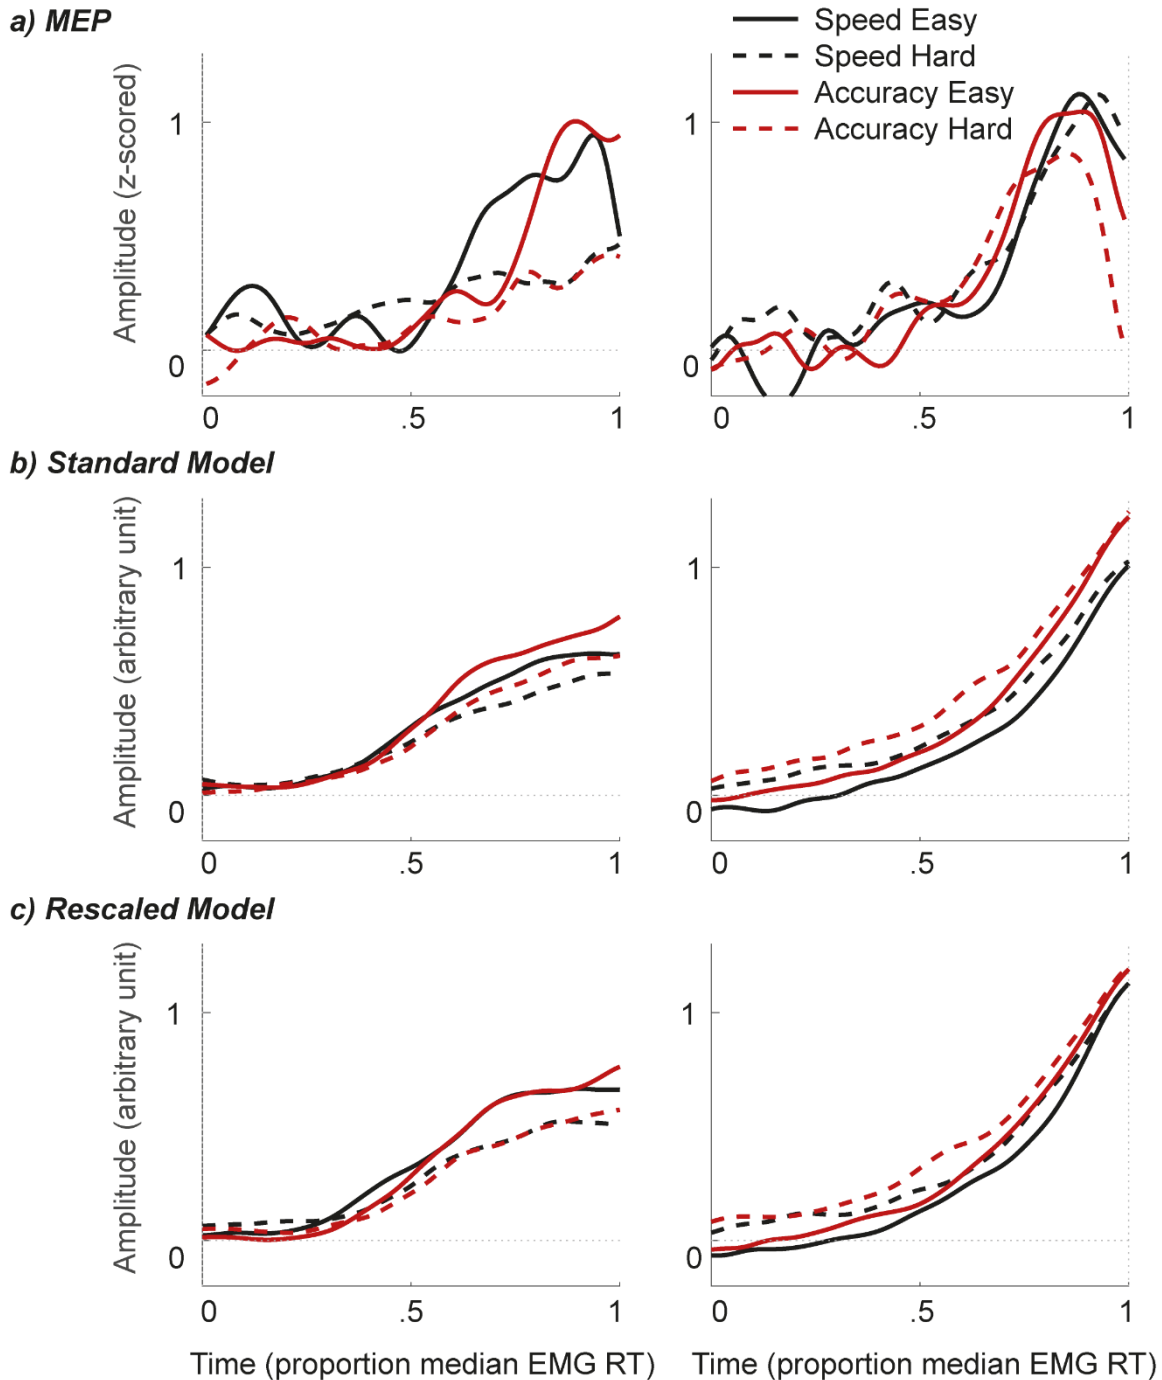 a) MEP
Speed Easy
Speed Hard
Accuracy Easy
Accuracy Hard
Amplitude (z-scored)
1
0
0 .5 1
1
0
0 .5 1
b) Standard Model
Amplitude (arbitrary unit)
1
0
0 .5 1
1
0
0 .5 1
c) Rescaled Model
Amplitude (arbitrary unit)
1
0
0 .5 1
1
0
0 .5 1
Time (proportion median EMG RT)
Time (proportion median EMG RT)